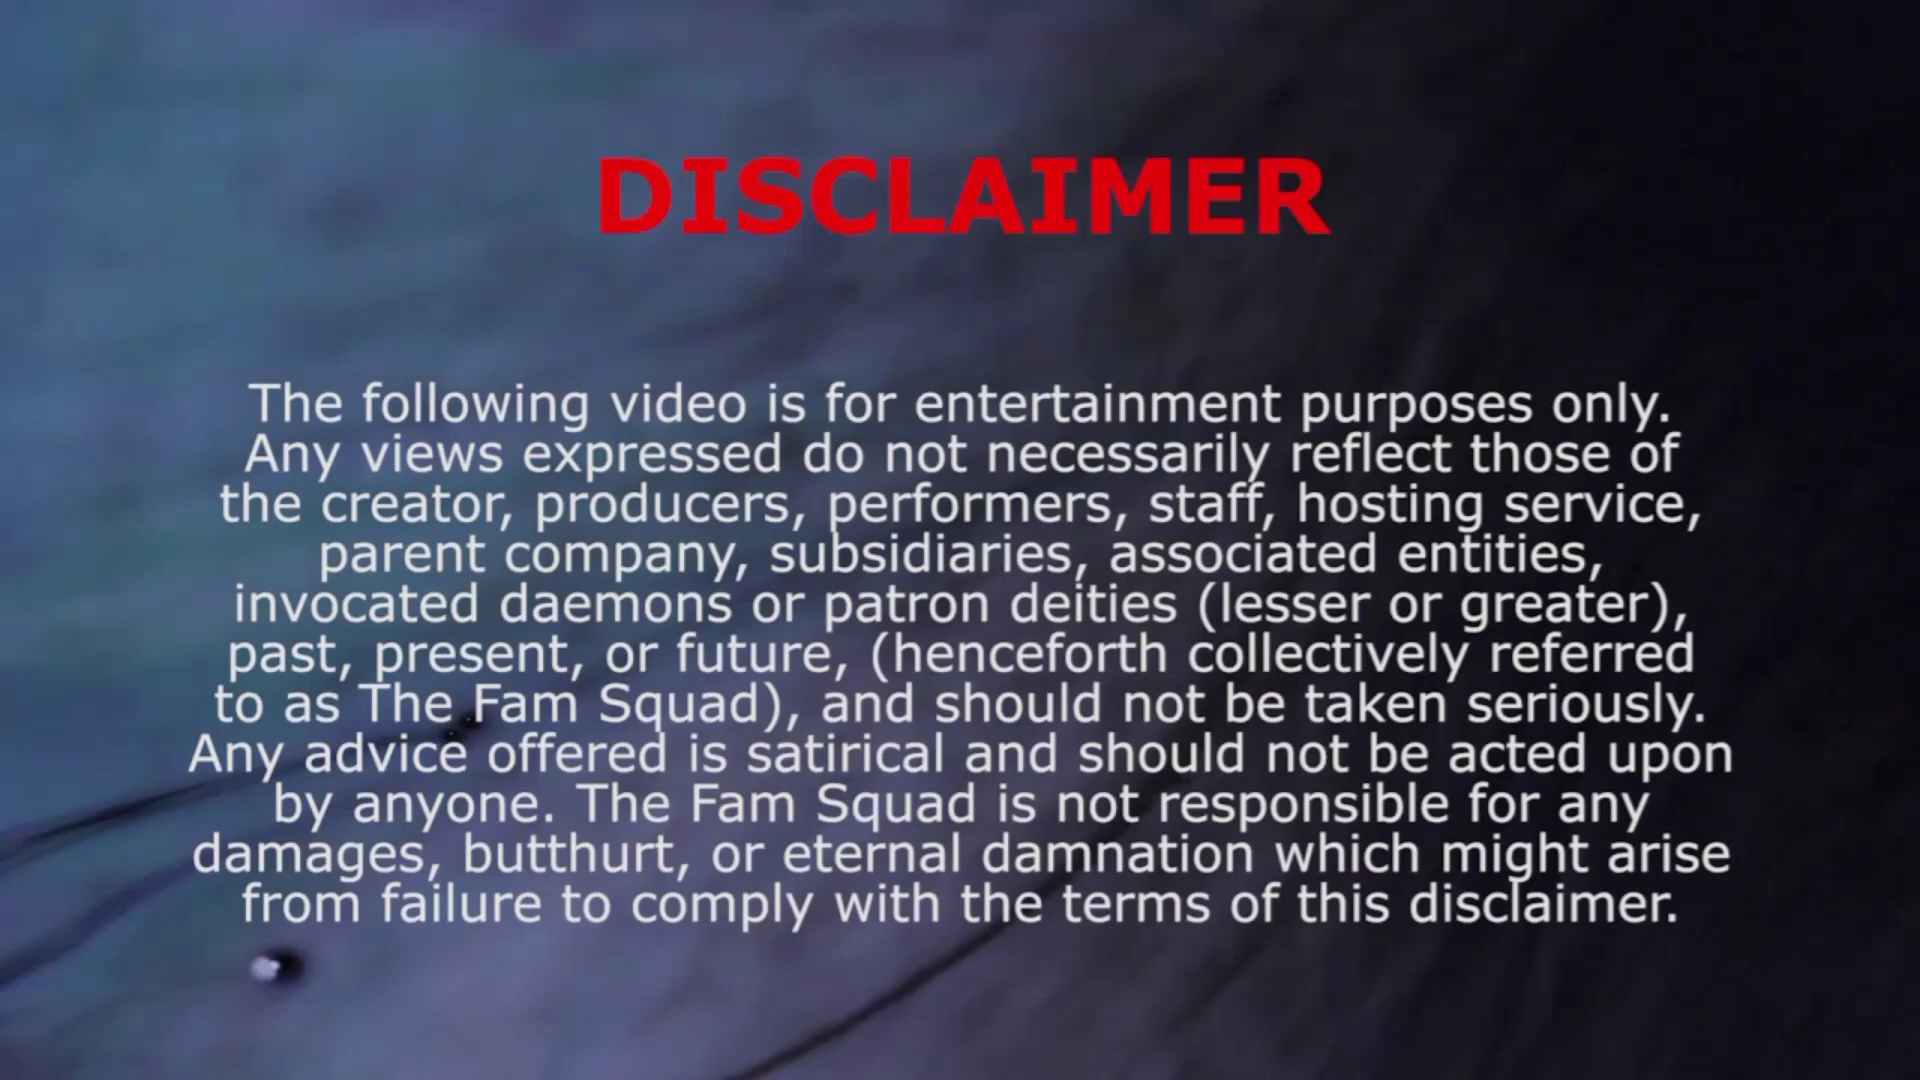 DISCLAIMER
The following video is for entertainment purposes only.
Any views expressed do not necessarily reflect those of
the creator, producers, performers, staff, hosting service,
parent company, subsidiaries, associated entities,
invocated daemons or patron deities (lesser or greater),
past, present, or future, (henceforth collectively referred
to as The Fam Squad), and should not be taken seriously.
Any advice offered is satirical and should not be acted upon
by anyone. The Fam Squad is not responsible for any
damages, butthurt, or eternal damnation which might arise
from failure to comply with the terms of this disclaimer.